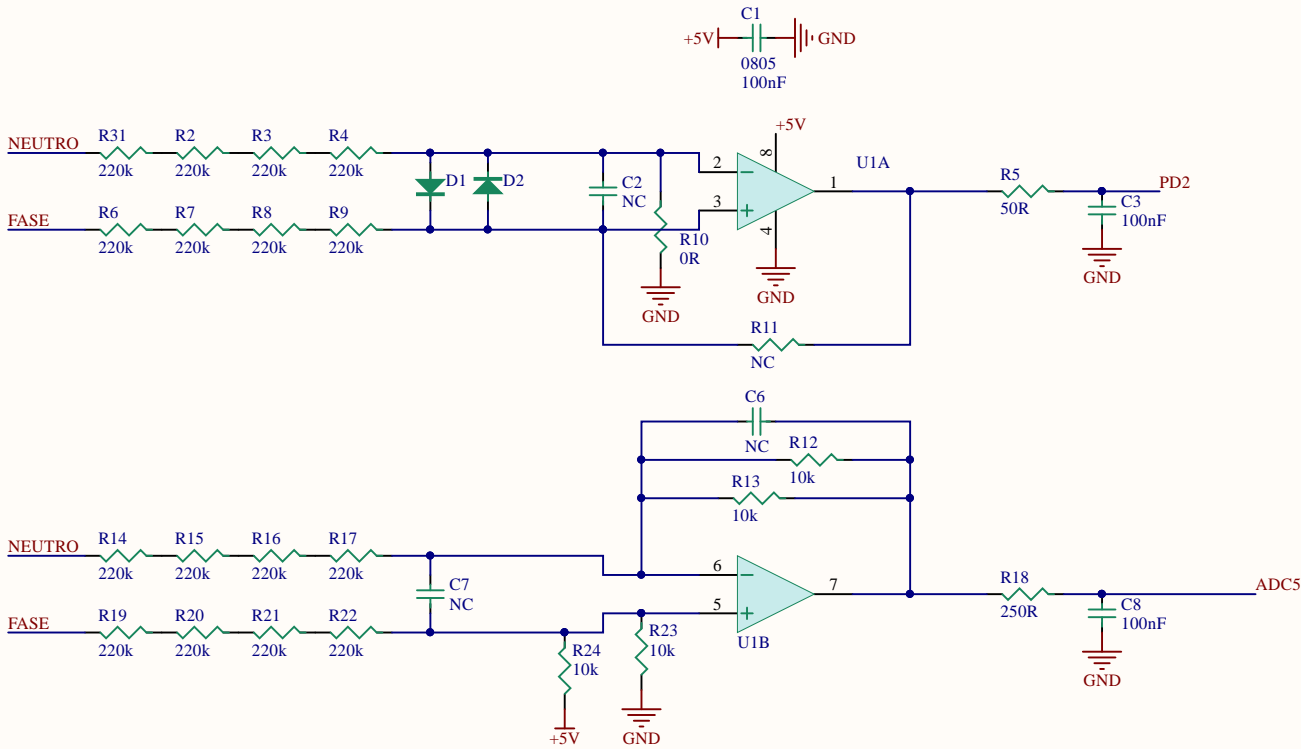 C1
+5V GND
0805
100nF
NEUTRO R31 R2 R3 R4
220k 220k 220k 220k
FASE R6 R7 R8 R9
220k 220k 220k 220k
D1 D2
C2
NC
R10
0R
GND
+5V
8
2
3
4
1
U1A
GND
R11
NC
R5
50R
PD2
C3
100nF
GND
C6
NC
R12
10k
R13
10k
NEUTRO R14 R15 R16 R17
220k 220k 220k 220k
FASE R19 R20 R21 R22
220k 220k 220k 220k
C7
NC
R24
10k
+5V
R23
10k
GND
6
5
7
U1B
R18
250R
ADC5
C8
100nF
GND